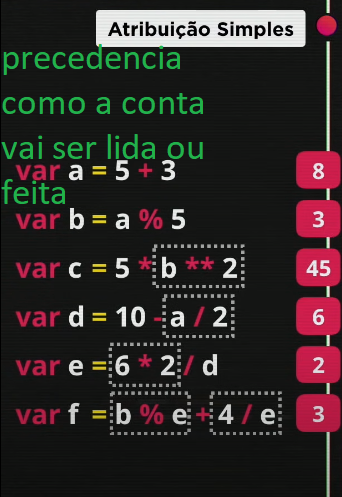 Atribuição Simples
precedencia
como a conta
vai ser lida ou
feita
var a = 5 + 3 8
var b = a % 5 3
var c = 5 * b ** 2 45
var d = 10 - a / 2 6
var e = 6 * 2 / d 2
var f = b % e + 4 / e 3